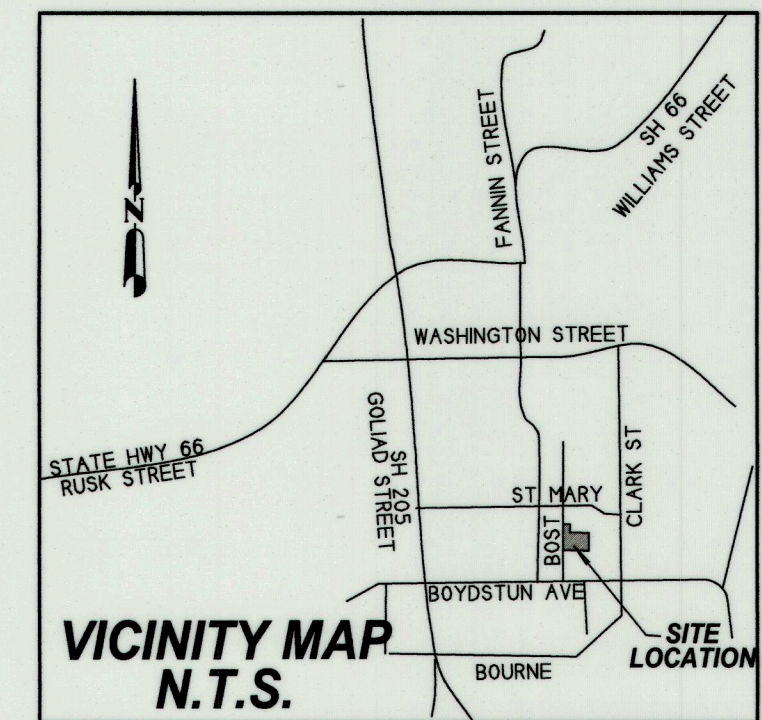 FANNIN STREET
SH 66
WILLIAMS STREET
N
WASHINGTON STREET
GOLIAD STREET
SH 205
STATE HWY 66
RUSK STREET
ST MARY
CLARK ST
BOST
BOYDSTUN AVE
VICINITY MAP
N.T.S.
SITE
LOCATION
BOURNE